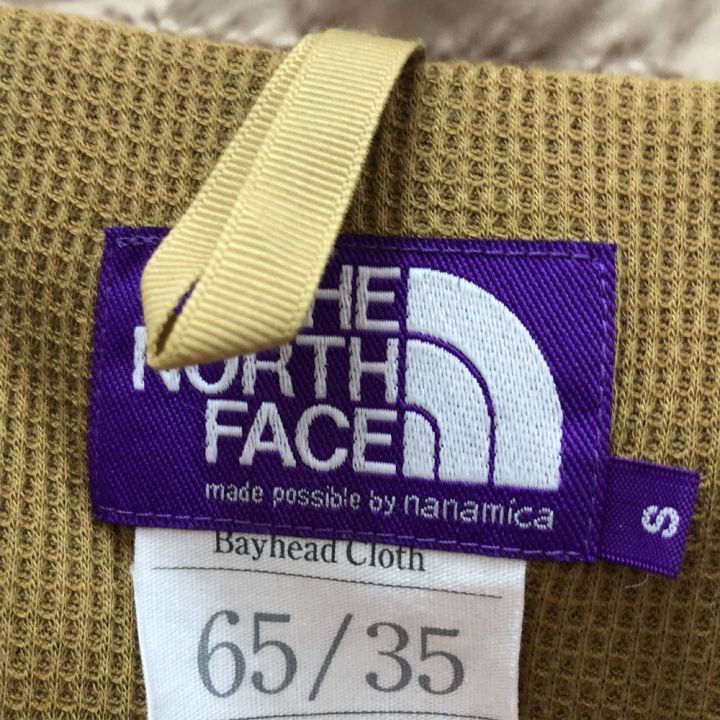 THE
NORTH
FACE
made possible by nanamica
S
Bayhead Cloth
65/35